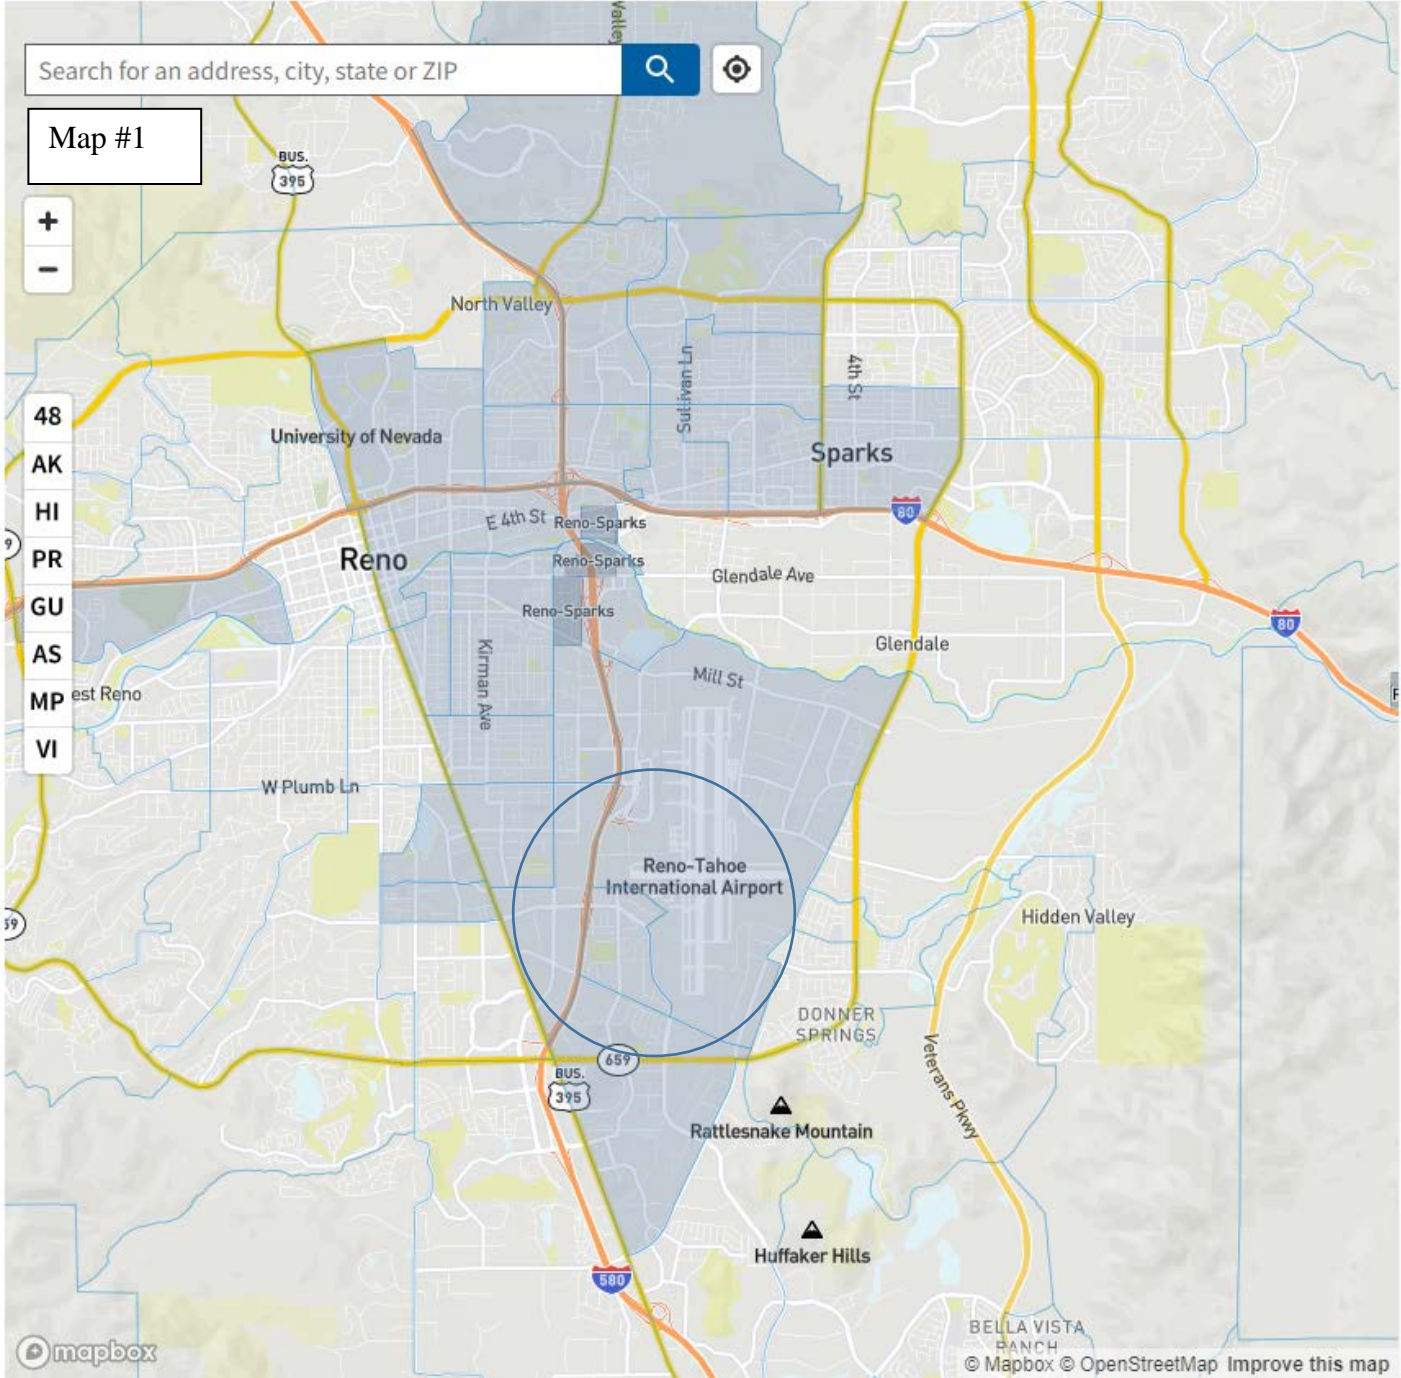 Valley
Search for an address, city, state or ZIP
Map #1
BUS.
395
+
−
North Valley
Sullivan Ln
4th St
48
AK
HI
PR
GU
AS
MP
VI
University of Nevada
Sparks
80
E 4th St
Reno-Sparks
9
Reno
Reno-Sparks
Glendale Ave
Reno-Sparks
80
Glendale
Kirman Ave
Mill St
est Reno
F
W Plumb Ln
Reno-Tahoe
International Airport
Hidden Valley
59
DONNER
SPRINGS
659
BUS.
395
Veterans Pkwy
Rattlesnake Mountain
Huffaker Hills
580
BELLA VISTA
RANCH
mapbox
© Mapbox © OpenStreetMap Improve this map